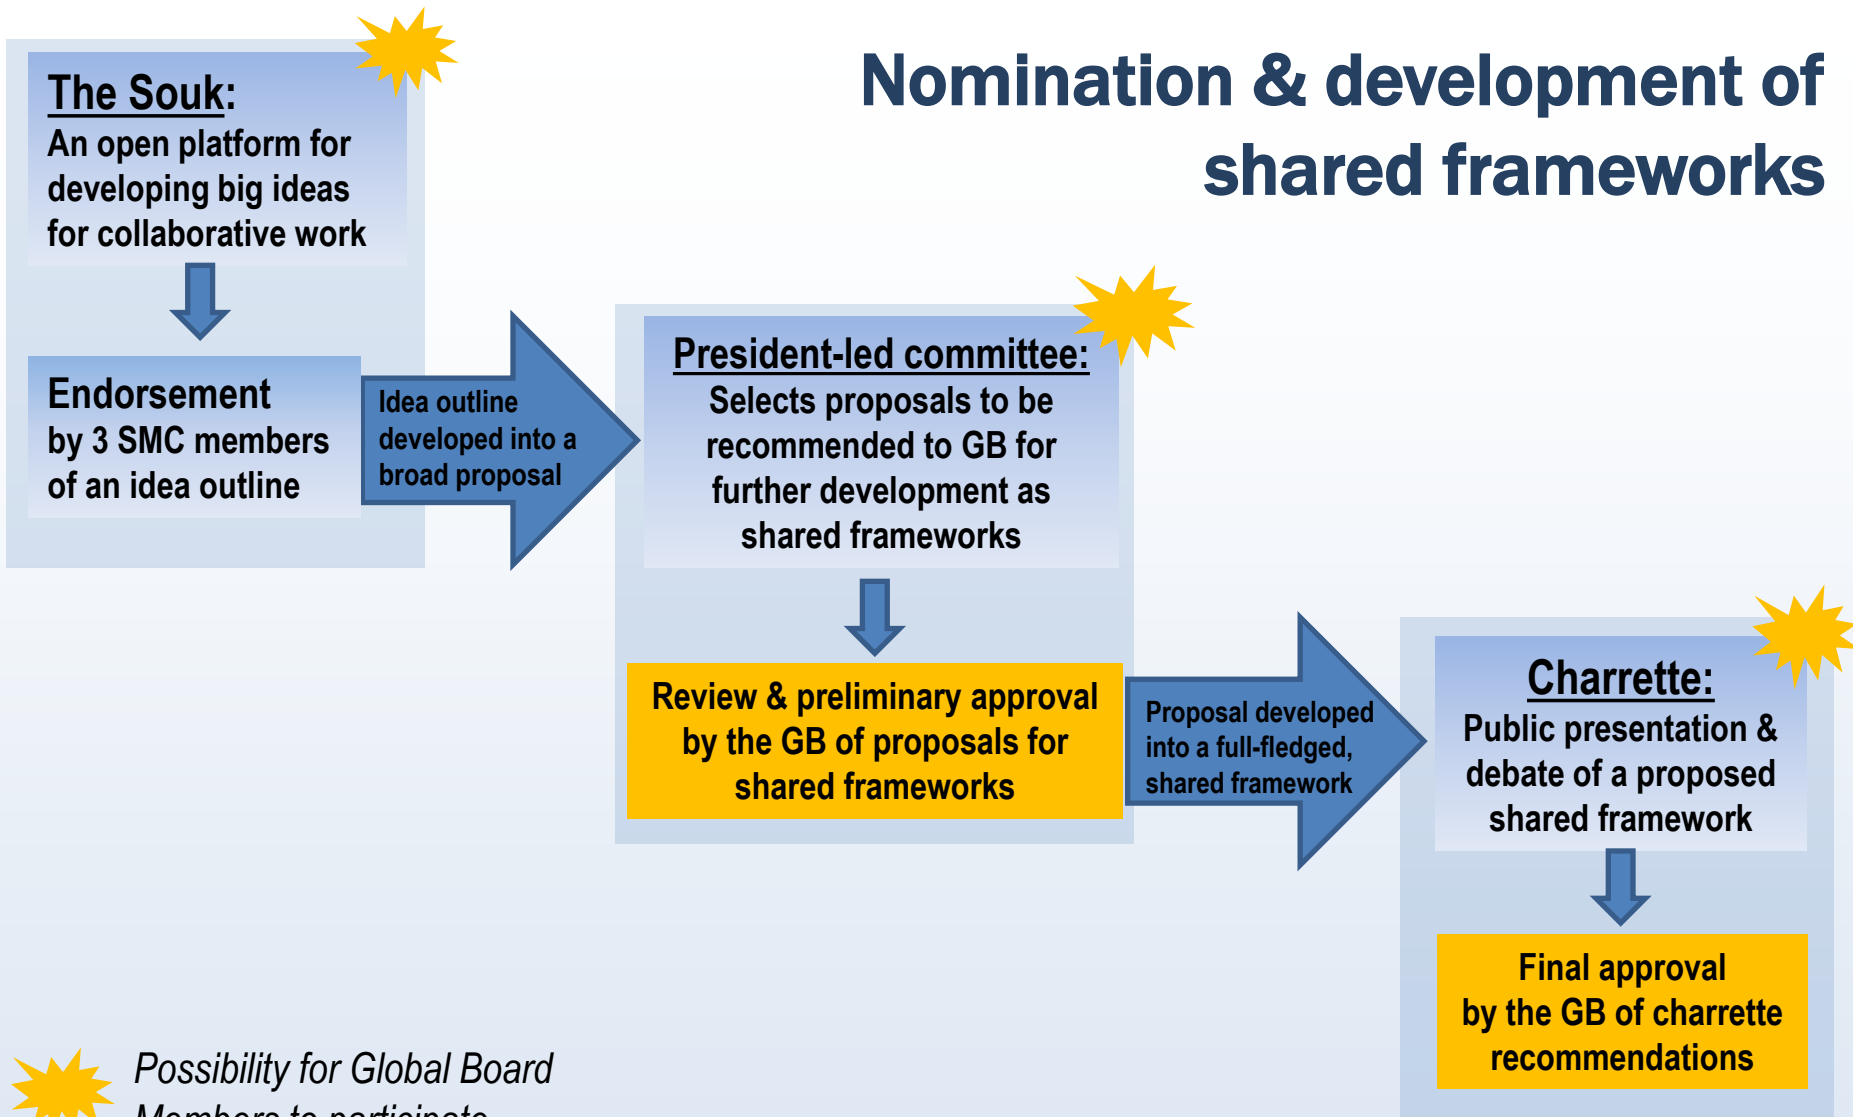 Nomination & development of
shared frameworks
The Souk:
An open platform for
developing big ideas
for collaborative work
Endorsement
by 3 SMC members
of an idea outline
Idea outline
developed into a
broad proposal
President-led committee:
Selects proposals to be
recommended to GB for
further development as
shared frameworks
Review & preliminary approval
by the GB of proposals for
shared frameworks
Proposal developed
into a full-fledged,
shared framework
Charrette:
Public presentation &
debate of a proposed
shared framework
Final approval
by the GB of charrette
recommendations
Possibility for Global Board
Members to participate